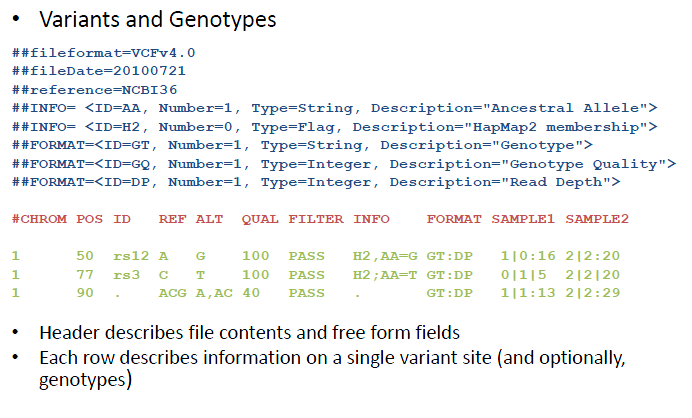 • Variants and Genotypes
##fileformat=VCFv4.0
##fileDate=20100721
##reference=NCBI36
##INFO= <ID=AA, Number=1, Type=String, Description="Ancestral Allele">
##INFO= <ID=H2, Number=0, Type=Flag, Description="HapMap2 membership">
##FORMAT=<ID=GT, Number=1, Type=String, Description="Genotype">
##FORMAT=<ID=GQ, Number=1, Type=Integer, Description="Genotype Quality">
##FORMAT=<ID=DP, Number=1, Type=Integer, Description="Read Depth">
#CHROM POS ID REF ALT QUAL FILTER INFO FORMAT SAMPLE1 SAMPLE2
1 50 rs12 A G 100 PASS H2,AA=G GT:DP 1|0:16 2|2:20
1 77 rs3 C T 100 PASS H2;AA=T GT:DP 0|1|5 2|2|20
1 90 . ACG A,AC 40 PASS . GT:DP 1|1:13 2|2:29
• Header describes file contents and free form fields
• Each row describes information on a single variant site (and optionally,
genotypes)